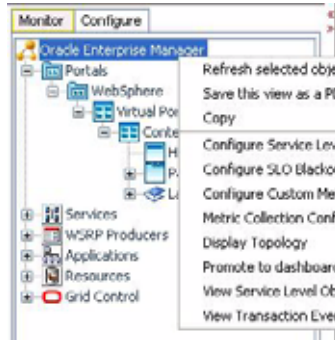 Monitor Configure
Oracle Enterprise Manager
Portals
WebSphere
Virtual Por
Conte
H
P
La
Services
WSRP Producers
Applications
Resources
Grid Control
Refresh selected obje
Save this view as a P
Copy
Configure Service Lev
Configure SLO Blackou
Configure Custom Me
Metric Collection Conf
Display Topology
Promote to dashboard
View Service Level Ob
View Transaction Eve